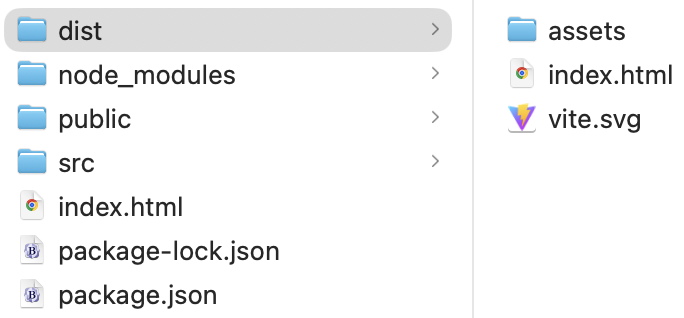 dist
node_modules
public
src
index.html
package-lock.json
package.json
assets
index.html
vite.svg